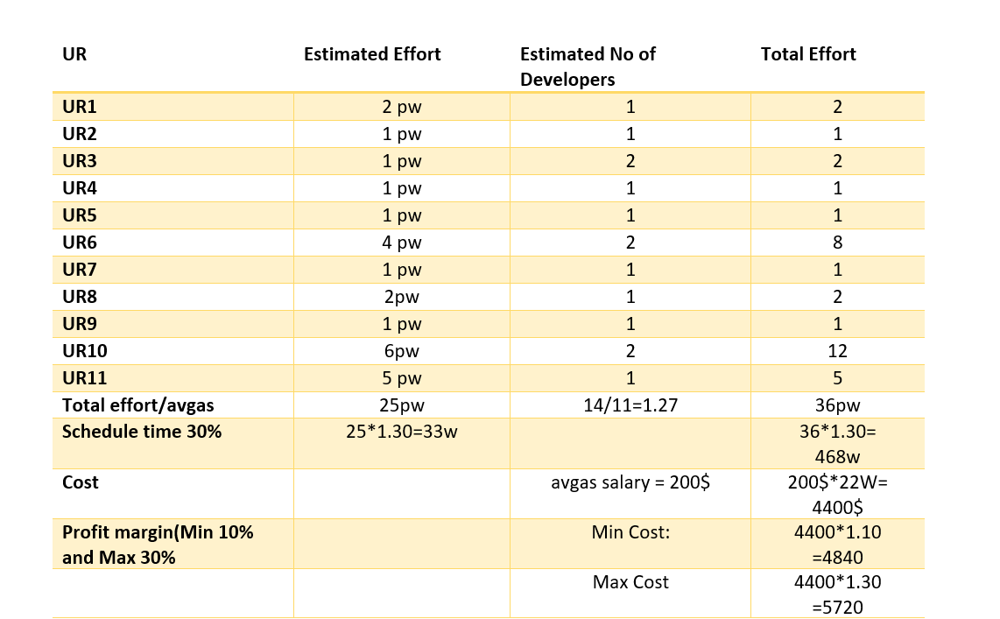 UR Estimated Effort Estimated No of Developers Total Effort
UR1 2 pw 1 2
UR2 1 pw 1 1
UR3 1 pw 2 2
UR4 1 pw 1 1
UR5 1 pw 1 1
UR6 4 pw 2 8
UR7 1 pw 1 1
UR8 2pw 1 2
UR9 1 pw 1 1
UR10 6pw 2 12
UR11 5 pw 1 5
Total effort/avgas 25pw 14/11=1.27 36pw
Schedule time 30% 25*1.30=33w 36*1.30=
468w
Cost avgas salary = 200$ 200$*22W=
4400$
Profit margin(Min 10% Min Cost: 4400*1.10
and Max 30% =4840
Max Cost 4400*1.30
=5720